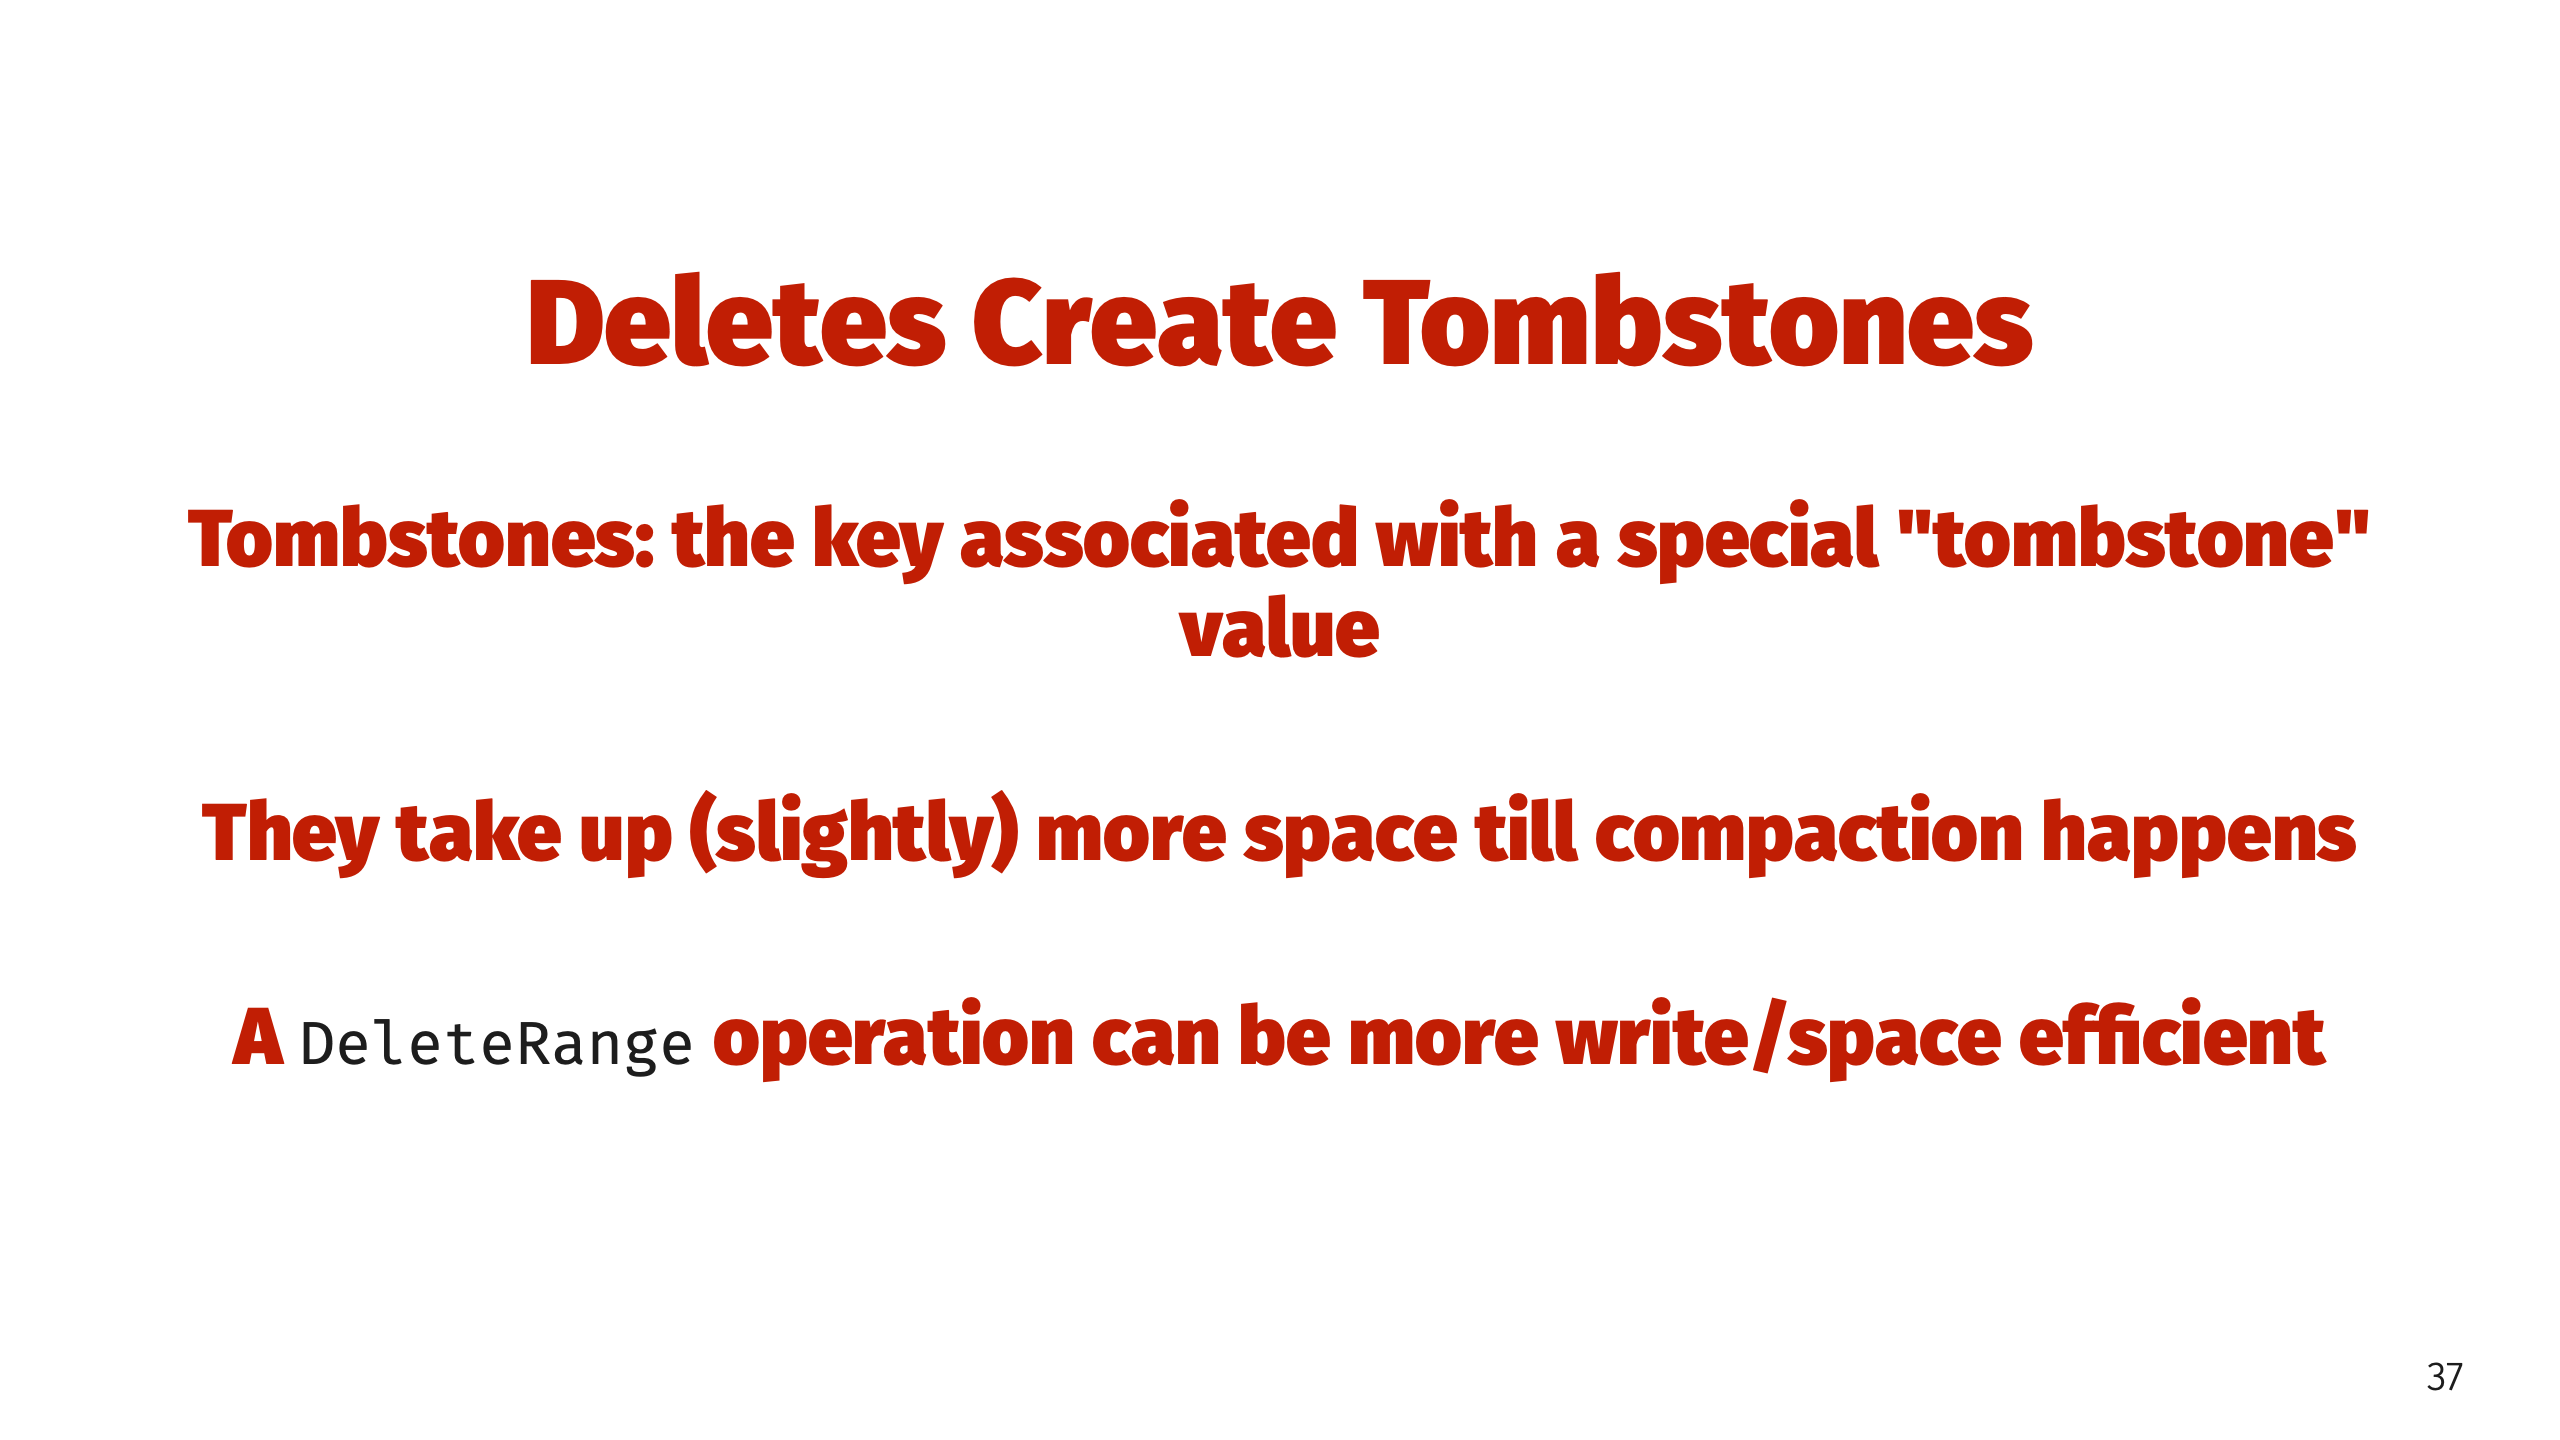 Deletes Create Tombstones
Tombstones: the key associated with a special "tombstone"
value
They take up (slightly) more space till compaction happens
A DeleteRange operation can be more write/space efficient
37